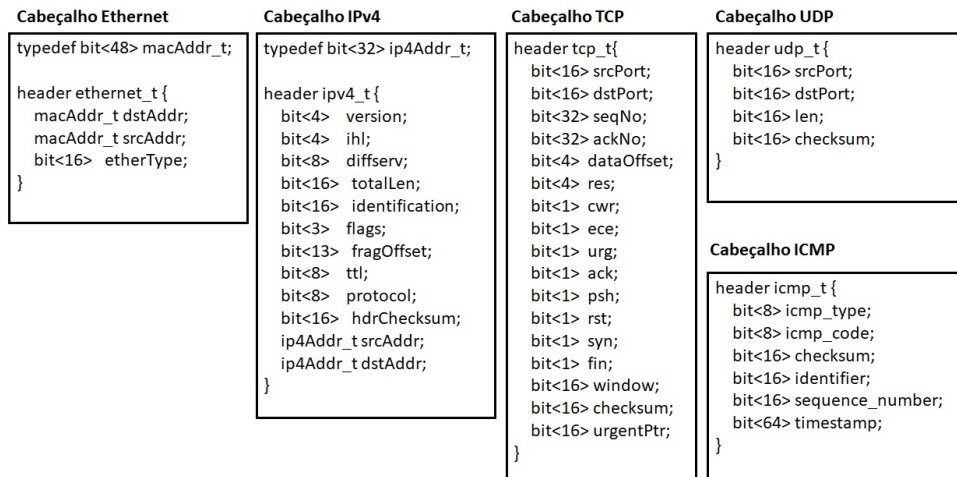 Cabeçalho Ethernet
typedef bit<48> macAddr_t;
header ethernet_t {
macAddr_t dstAddr;
macAddr_t srcAddr;
bit<16> etherType;
}
Cabeçalho IPv4
typedef bit<32> ip4Addr_t;
header ipv4_t {
bit<4> version;
bit<4> ihl;
bit<8> diffserv;
bit<16> totalLen;
bit<16> identification;
bit<3> flags;
bit<13> fragOffset;
bit<8> ttl;
bit<8> protocol;
bit<16> hdrChecksum;
ip4Addr_t srcAddr;
ip4Addr_t dstAddr;
}
Cabeçalho TCP
header tcp_t{
bit<16> srcPort;
bit<16> dstPort;
bit<32> seqNo;
bit<32> ackNo;
bit<4> dataOffset;
bit<4> res;
bit<1> cwr;
bit<1> ece;
bit<1> urg;
bit<1> ack;
bit<1> psh;
bit<1> rst;
bit<1> syn;
bit<1> fin;
bit<16> window;
bit<16> checksum;
bit<16> urgentPtr;
}
Cabeçalho UDP
header udp_t {
bit<16> srcPort;
bit<16> dstPort;
bit<16> len;
bit<16> checksum;
}
Cabeçalho ICMP
header icmp_t {
bit<8> icmp_type;
bit<8> icmp_code;
bit<16> checksum;
bit<16> identifier;
bit<16> sequence_number;
bit<64> timestamp;
}